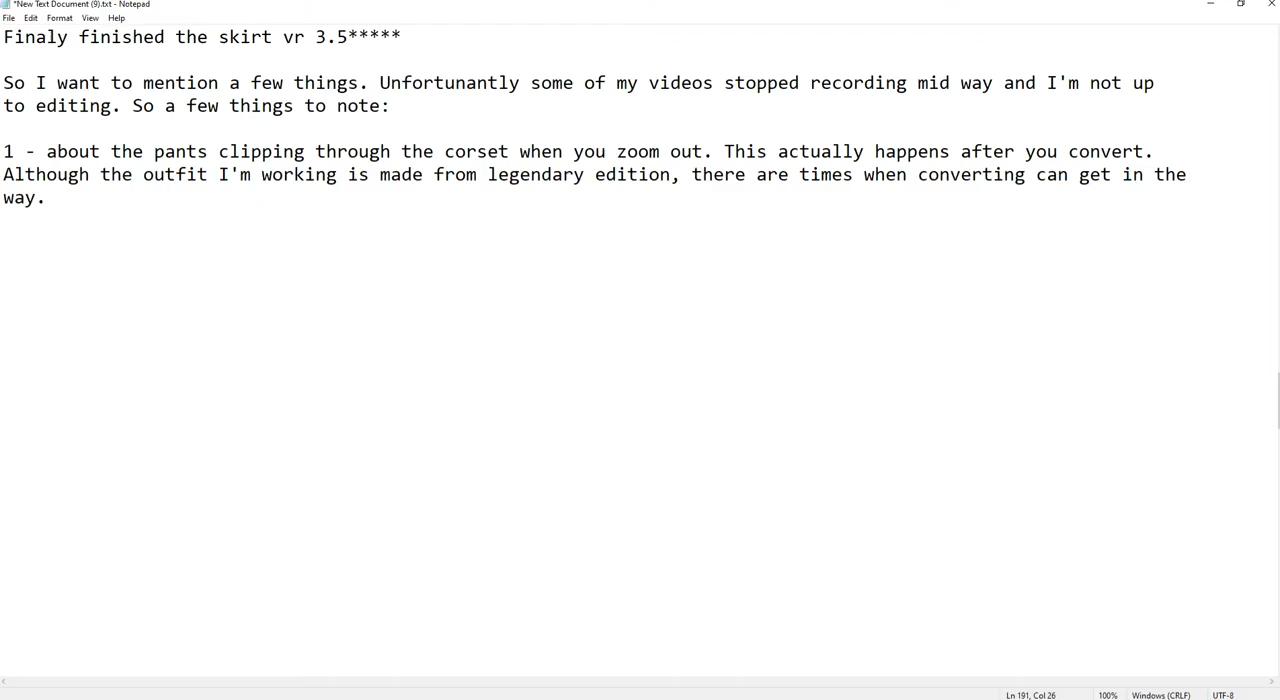 *New Text Document (9).txt - Notepad
File Edit Format View Help
Finaly finished the skirt vr 3.5*****
So I want to mention a few things. Unfortunantly some of my videos stopped recording mid way and I'm not up
to editing. So a few things to note:
1 - about the pants clipping through the corset when you zoom out. This actually happens after you convert.
Although the outfit I'm working is made from legendary edition, there are times when converting can get in the
way.
Ln 191, Col 26 100% Windows (CRLF) UTF-8